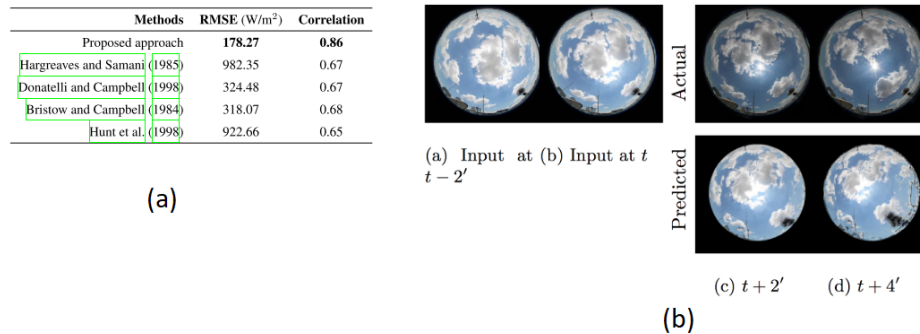 Methods RMSE (W/m²) Correlation
Proposed approach 178.27 0.86
Hargreaves and Samani (1985) 982.35 0.67
Donatelli and Campbell (1998) 324.48 0.67
Bristow and Campbell (1984) 318.07 0.68
Hunt et al. (1998) 922.66 0.65
(a)
(a) Input at
t − 2′
(b) Input at t
Actual
Predicted
(c) t + 2′
(d) t + 4′
(b)